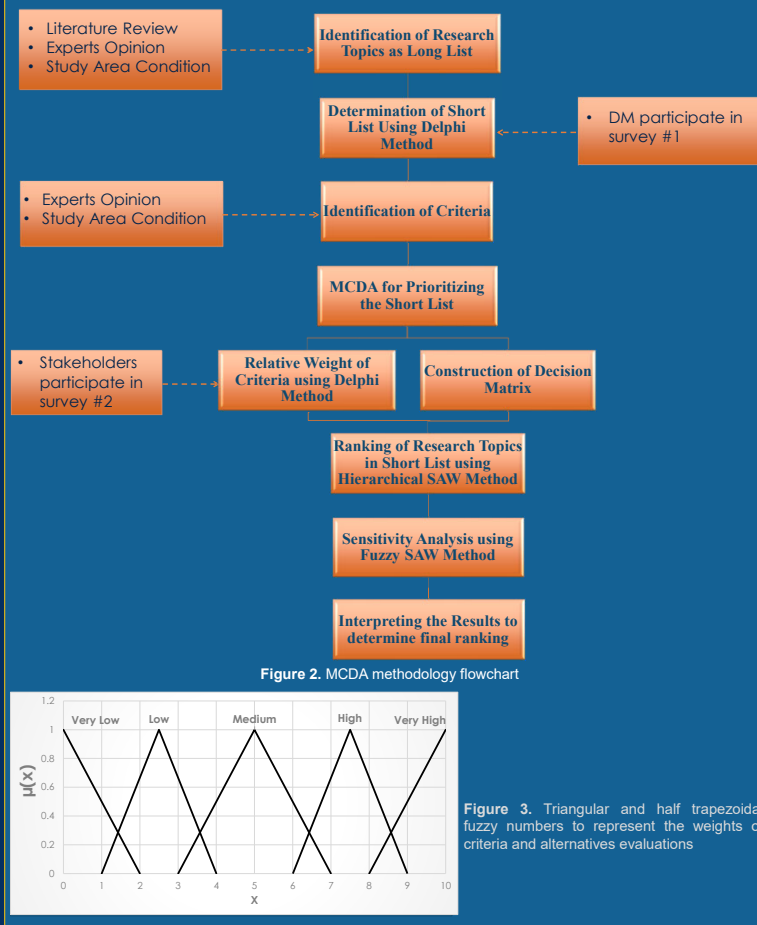 • Literature Review
• Experts Opinion
• Study Area Condition
Identification of Research
Topics as Long List
Determination of Short
List Using Delphi
Method
• DM participate in
survey #1
• Experts Opinion
• Study Area Condition
Identification of Criteria
MCDA for Prioritizing
the Short List
• Stakeholders
participate in
survey #2
Relative Weight of
Criteria using Delphi
Method
Construction of Decision
Matrix
Ranking of Research Topics
in Short List using
Hierarchical SAW Method
Sensitivity Analysis using
Fuzzy SAW Method
Interpreting the Results to
determine final ranking
Figure 2. MCDA methodology flowchart
1.2
1
0.8
0.6
0.4
0.2
0
μ(x)
Very Low Low Medium High Very High
0 1 2 3 4 5 6 7 8 9 10
X
Figure 3. Triangular and half trapezoida
fuzzy numbers to represent the weights o
criteria and alternatives evaluations